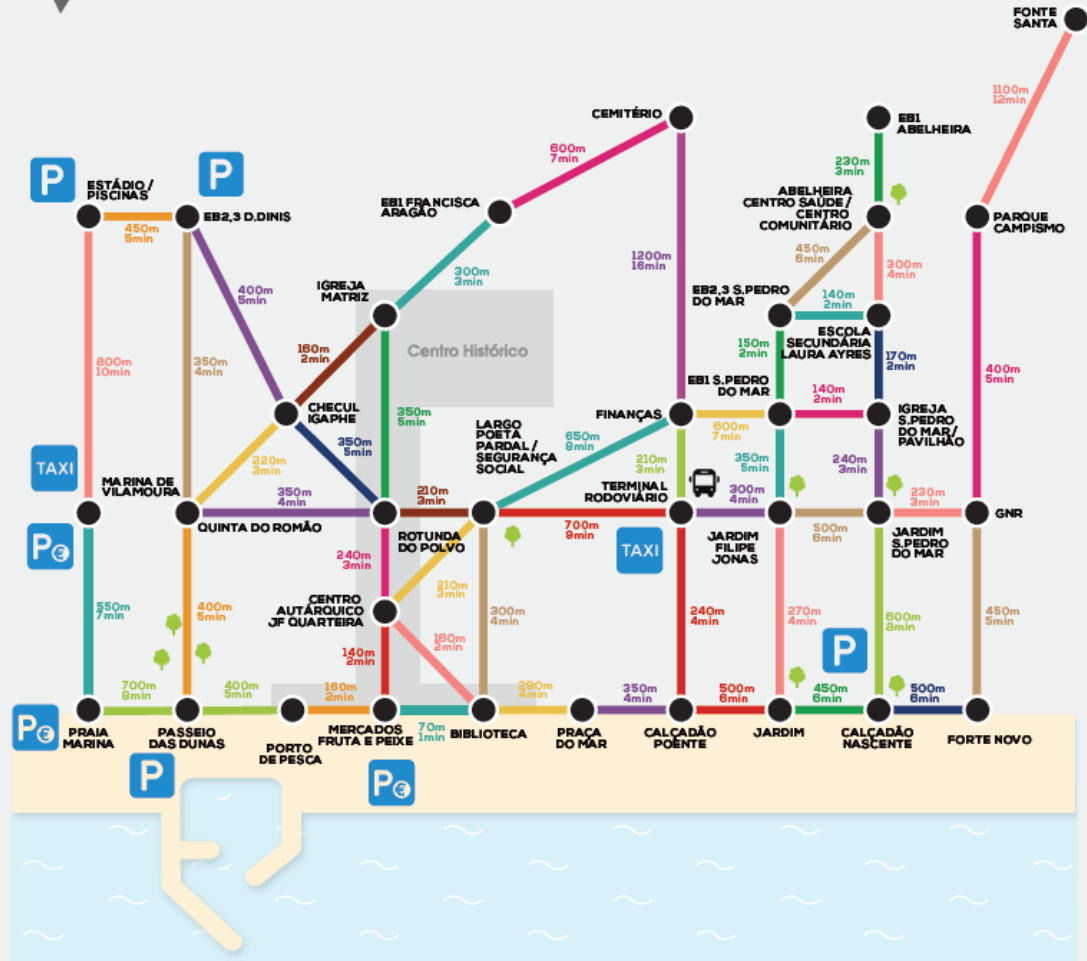 FONTE
SANTA
1100m
12min
CEMITÉRIO
EB1
ABELHEIRA
600m
7min
230m
3min
P
P
ESTÁDIO /
PISCINAS
EB2,3 D.DINIS
450m
5min
EB1 FRANCISCA
ARAGÃO
ABELHEIRA
CENTRO SAÚDE /
CENTRO
COMUNITÁRIO
PARQUE
CAMPISMO
400m
5min
300m
3min
1200m
16min
450m
6min
300m
4min
IGREJA
MATRIZ
EB2,3 S.PEDRO
DO MAR
140m
2min
160m
2min
Centro Histórico
150m
2min
ESCOLA
SECUNDÁRIA
LAURA AYRES
170m
2min
800m
10min
350m
4min
400m
5min
EB1 S.PEDRO
DO MAR
140m
2min
CHECUL
IGAPHE
350m
5min
FINANÇAS
600m
7min
IGREJA
S.PEDRO
DO MAR/
PAVILHÃO
LARGO
POETA
PARDAL /
SEGURANÇA
SOCIAL
350m
5min
650m
8min
TAXI
220m
3min
210m
3min
350m
5min
240m
3min
MARINA DE
VILAMOURA
350m
4min
210m
3min
TERMINAL
RODOVIÁRIO
300m
4min
230m
3min
QUINTA DO ROMÃO
ROTUNDA
DO POLVO
700m
9min
500m
6min
GNR
P€
TAXI
JARDIM
FILIPE
JONAS
JARDIM
S.PEDRO
DO MAR
240m
3min
210m
3min
CENTRO
AUTÁRQUICO
JF QUARTEIRA
550m
7min
400m
5min
300m
4min
240m
4min
270m
4min
600m
8min
450m
5min
160m
2min
140m
2min
P
700m
8min
400m
5min
160m
2min
290m
4min
350m
4min
500m
6min
450m
6min
500m
6min
P€
PRAIA
MARINA
PASSEIO
DAS DUNAS
PORTO
DE PESCA
MERCADOS
FRUTA E PEIXE
70m
1min
BIBLIOTECA
PRAÇA
DO MAR
CALÇADÃO
POENTE
JARDIM
CALÇADÃO
NASCENTE
FORTE NOVO
P
P€